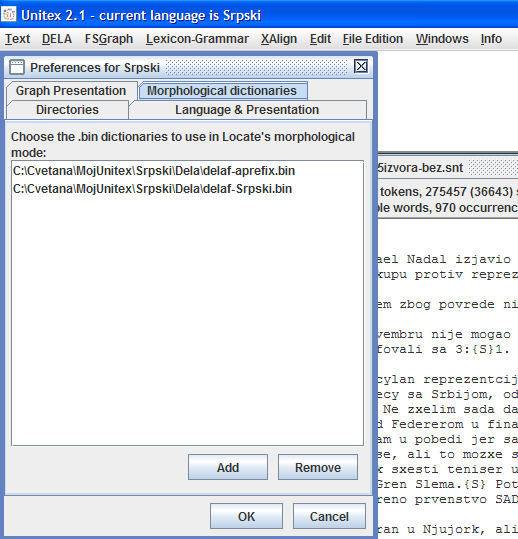 Unitex 2.1 - current language is Srpski
Text DELA FSGraph Lexicon-Grammar XAlign Edit File Edition Windows Info
Preferences for Srpski
Graph Presentation Morphological dictionaries
Directories Language & Presentation
Choose the .bin dictionaries to use in Locate's morphological
mode:
C:\Cvetana\MojUnitex\Srpski\Dela\delaf-aprefix.bin
C:\Cvetana\MojUnitex\Srpski\Dela\delaf-Srpski.bin
Add Remove
OK Cancel
5izvora-bez.snt
tokens, 275457 (36643) s
ple words, 970 occurrenc
ael Nadal izjavio
kupu protiv reprez
em zbog povrede ni
vembru nije mogao
fovali sa 3:{S}1.
cylan reprezentcij
ecy sa Srbijom, od
Ne zxelim sada da
d Federerom u fina
am u pobedi jer sa
se, ali to mozxe s
k sxesti teniser u
Gren Slema.{S} Pot
reno prvenstvo SAD
ran u Njujork, ali